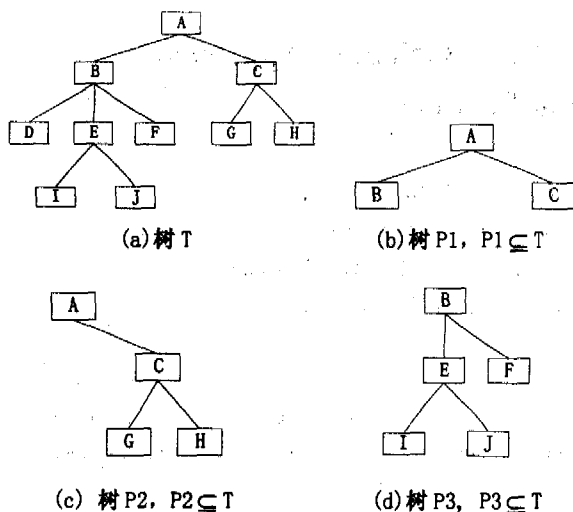 A
B C
D E F G H
I J
(a)树 T
A
B C
(b)树 P1, P1⊆T
A
C
G H
(c) 树 P2, P2⊆T
B
E F
I J
(d)树 P3, P3⊆T